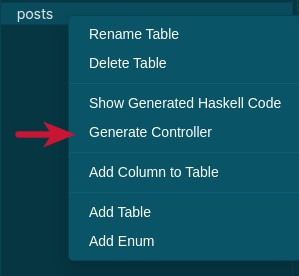 posts
Rename Table
Delete Table
Show Generated Haskell Code
Generate Controller
Add Column to Table
Add Table
Add Enum